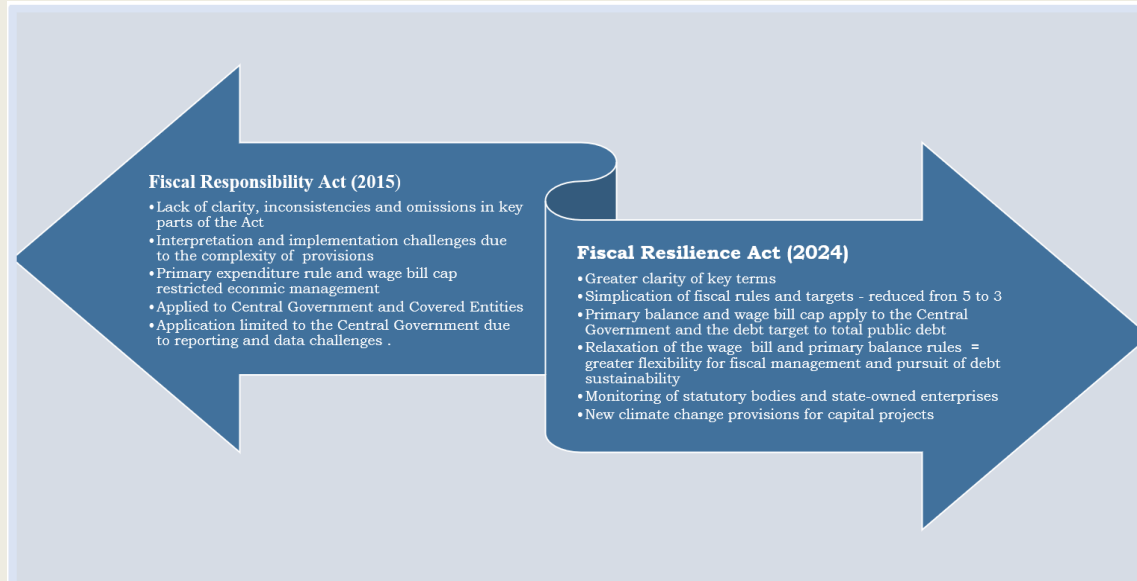 Fiscal Responsibility Act (2015)
•Lack of clarity, inconsistencies and omissions in key
parts of the Act
•Interpretation and implementation challenges due
to the complexity of provisions
•Primary expenditure rule and wage bill cap
restricted econmic management
•Applied to Central Government and Covered Entities
•Application limited to the Central Government due
to reporting and data challenges .
Fiscal Resilience Act (2024)
•Greater clarity of key terms
•Simplication of fiscal rules and targets - reduced fron 5 to 3
•Primary balance and wage bill cap apply to the Central
Government and the debt target to total public debt
•Relaxation of the wage bill and primary balance rules =
greater flexibility for fiscal management and pursuit of debt
sustainability
•Monitoring of statutory bodies and state-owned enterprises
•New climate change provisions for capital projects